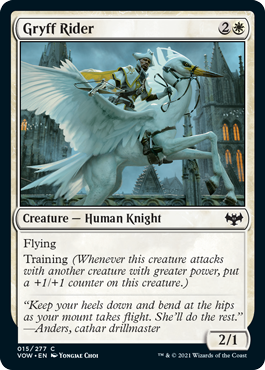 Gryff Rider 2
Creature — Human Knight
Flying
Training (Whenever this creature attacks
with another creature with greater power, put
a +1/+1 counter on this creature.)
“Keep your heels down and bend at the hips
as your mount takes flight. She’ll do the rest.”
—Anders, cathar drillmaster
2/1
015/277 C
VOW • EN Yongjae Choi
™ & © 2021 Wizards of the Coast